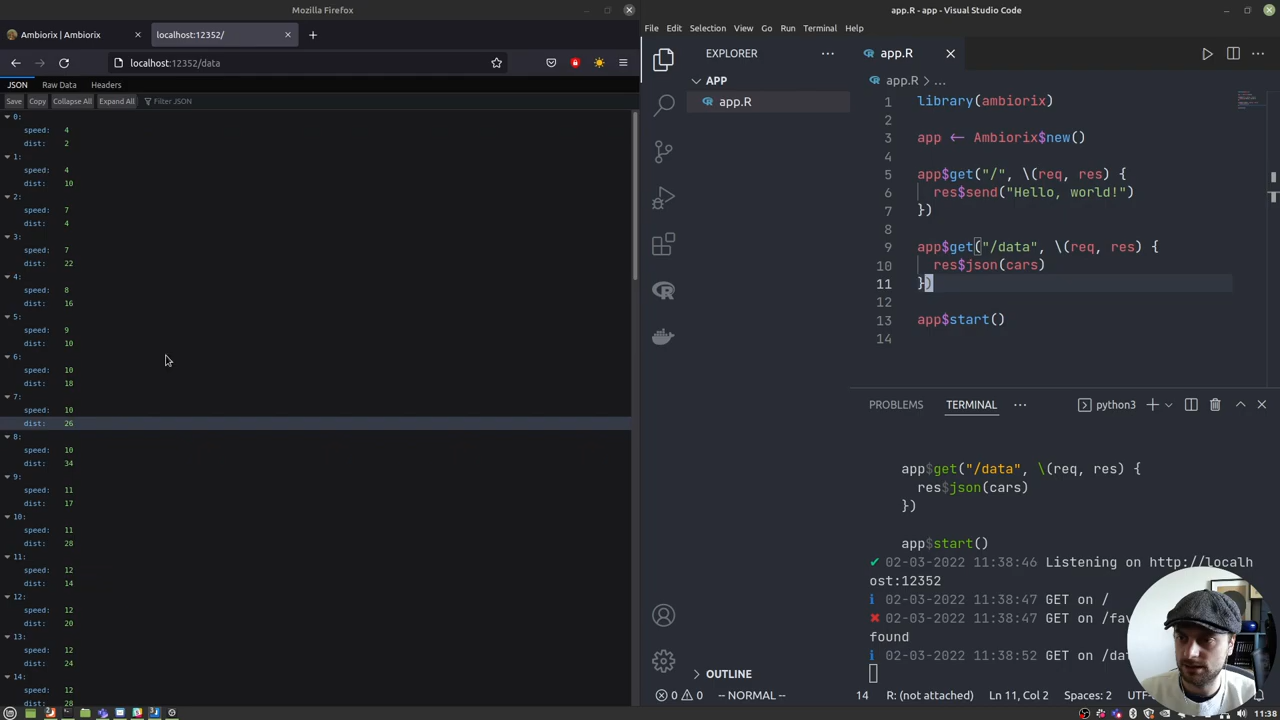 Mozilla Firefox
Ambiorix | Ambiorix
localhost:12352/
localhost:12352/data
JSON
Raw Data
Headers
Save
Copy
Collapse All
Expand All
Filter JSON
0:
speed: 4
dist: 2
1:
speed: 4
dist: 10
2:
speed: 7
dist: 4
3:
speed: 7
dist: 22
4:
speed: 8
dist: 16
5:
speed: 9
dist: 10
6:
speed: 10
dist: 18
7:
speed: 10
dist: 26
8:
speed: 10
dist: 34
9:
speed: 11
dist: 17
10:
speed: 11
dist: 28
11:
speed: 12
dist: 14
12:
speed: 12
dist: 20
13:
speed: 12
dist: 24
14:
speed: 12
dist: 28
app.R - app - Visual Studio Code
File Edit Selection View Go Run Terminal Help
EXPLORER
APP
app.R
OUTLINE
app.R
app.R > ...
1 library(ambiorix)
2
3 app ← Ambiorix$new()
4
5 app$get("/", \(req, res) {
6 res$send("Hello, world!")
7 })
8
9 app$get("/data", \(req, res) {
10 res$json(cars)
11 })
12
13 app$start()
14
PROBLEMS TERMINAL
python3
app$get("/data", \(req, res) {
res$json(cars)
})
app$start()
✔ 02-03-2022 11:38:46 Listening on http://localh
ost:12352
ℹ 02-03-2022 11:38:47 GET on /
✖ 02-03-2022 11:38:47 GET on /fav
found
ℹ 02-03-2022 11:38:52 GET on /da
0 0 -- NORMAL -- 14 R: (not attached) Ln 11, Col 2 Spaces: 2 UTF-
11:38